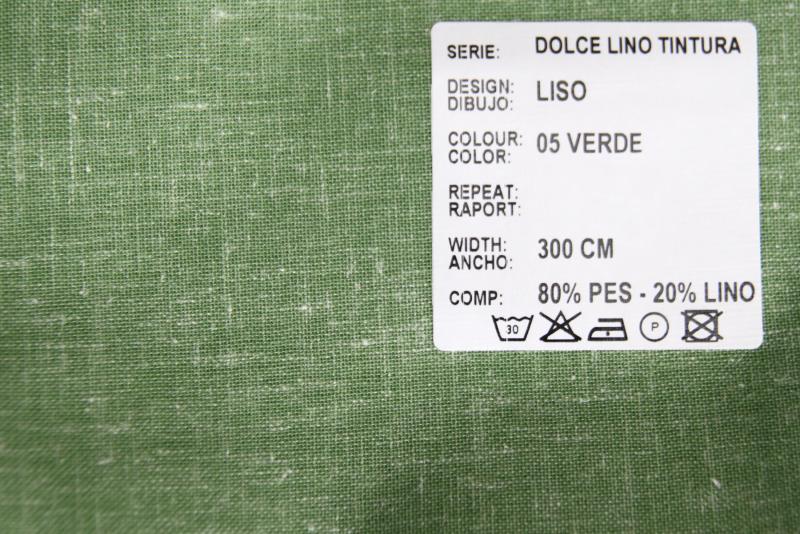 SERIE: DOLCE LINO TINTURA
DESIGN:
DIBUJO: LISO
COLOUR:
COLOR: 05 VERDE
REPEAT:
RAPORT:
WIDTH:
ANCHO: 300 CM
COMP: 80% PES - 20% LINO
30 P